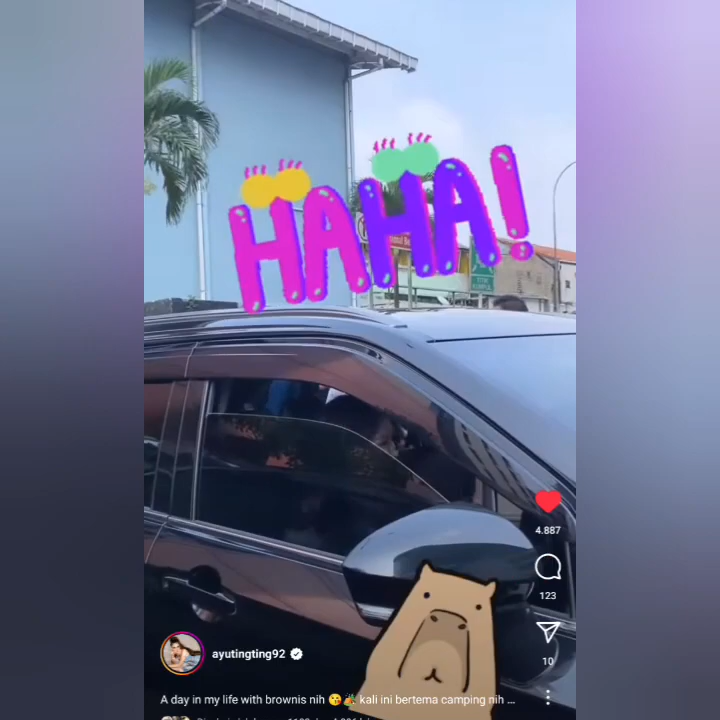 HAHA!
4.887
123
10
ayutingting92
A day in my life with brownis nih 😘🏕️ kali ini bertema camping nih ...